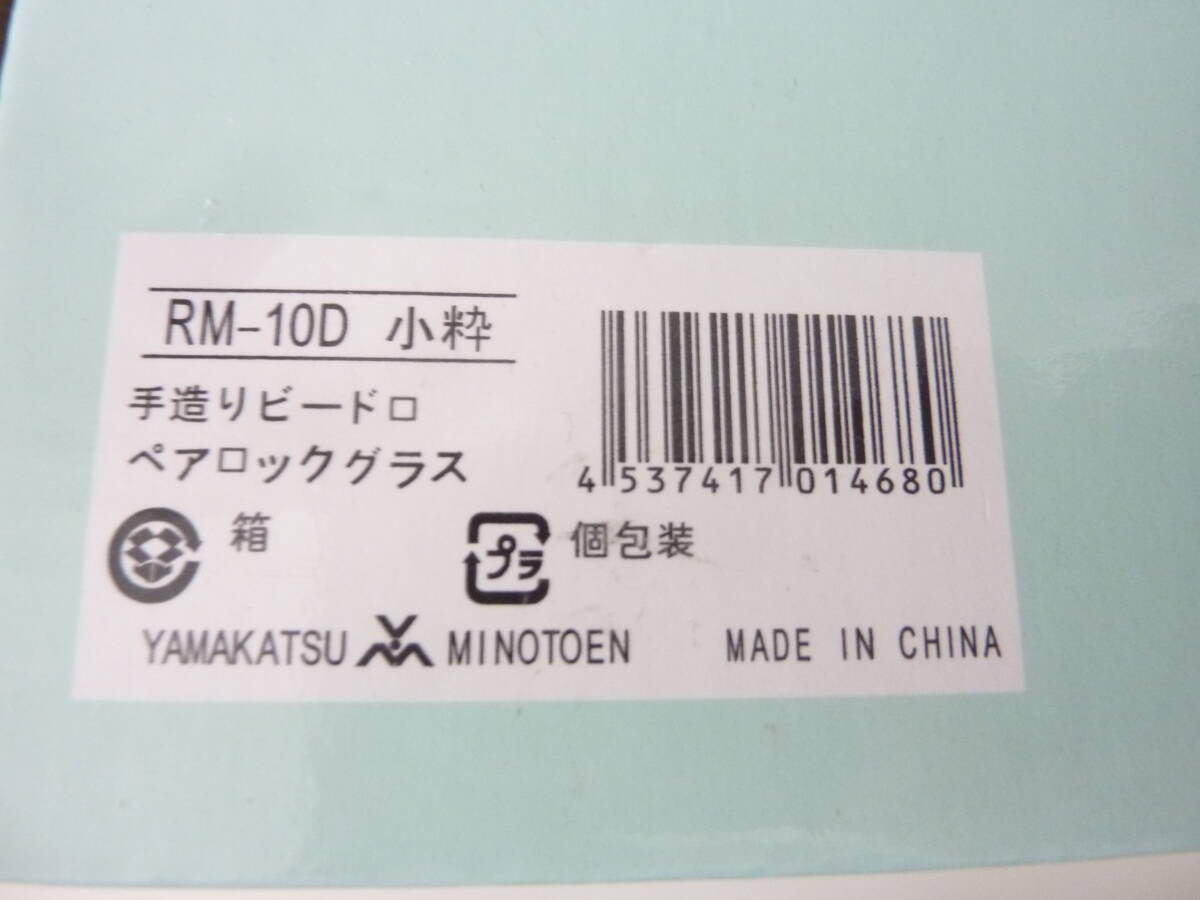 RM-10D 小粋
手造りビードロ
ペアロックグラス
4 537417 014680
箱
プラ 個包装
YAMAKATSU MINOTOEN MADE IN CHINA